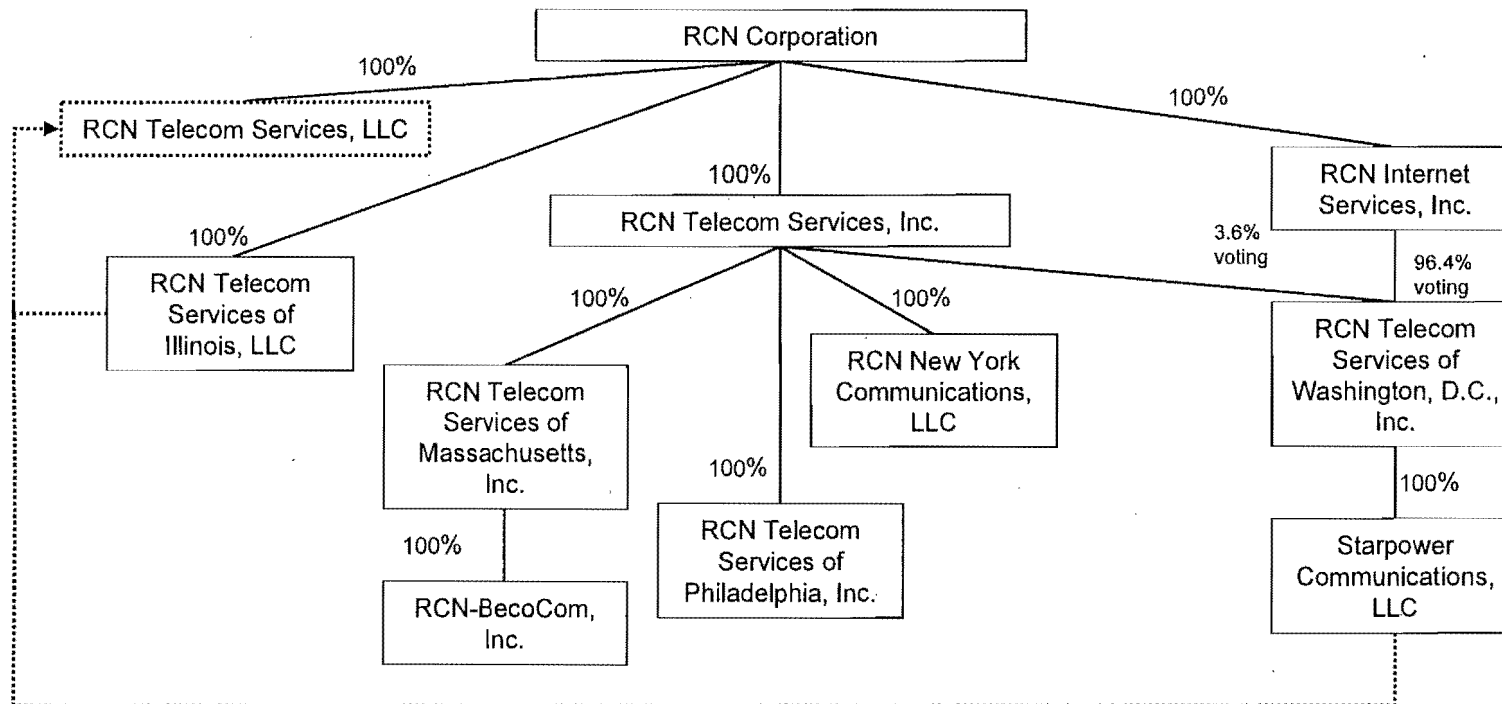 RCN Corporation
100%
100%
RCN Telecom Services, LLC
100%
RCN Internet
Services, Inc.
RCN Telecom Services, Inc.
100%
3.6%
voting
96.4%
voting
RCN Telecom
Services of
Illinois, LLC
100%
100%
RCN Telecom
Services of
Massachusetts,
Inc.
RCN New York
Communications,
LLC
RCN Telecom
Services of
Washington, D.C.,
Inc.
100%
100%
100%
RCN-BecoCom,
Inc.
RCN Telecom
Services of
Philadelphia, Inc.
Starpower
Communications,
LLC